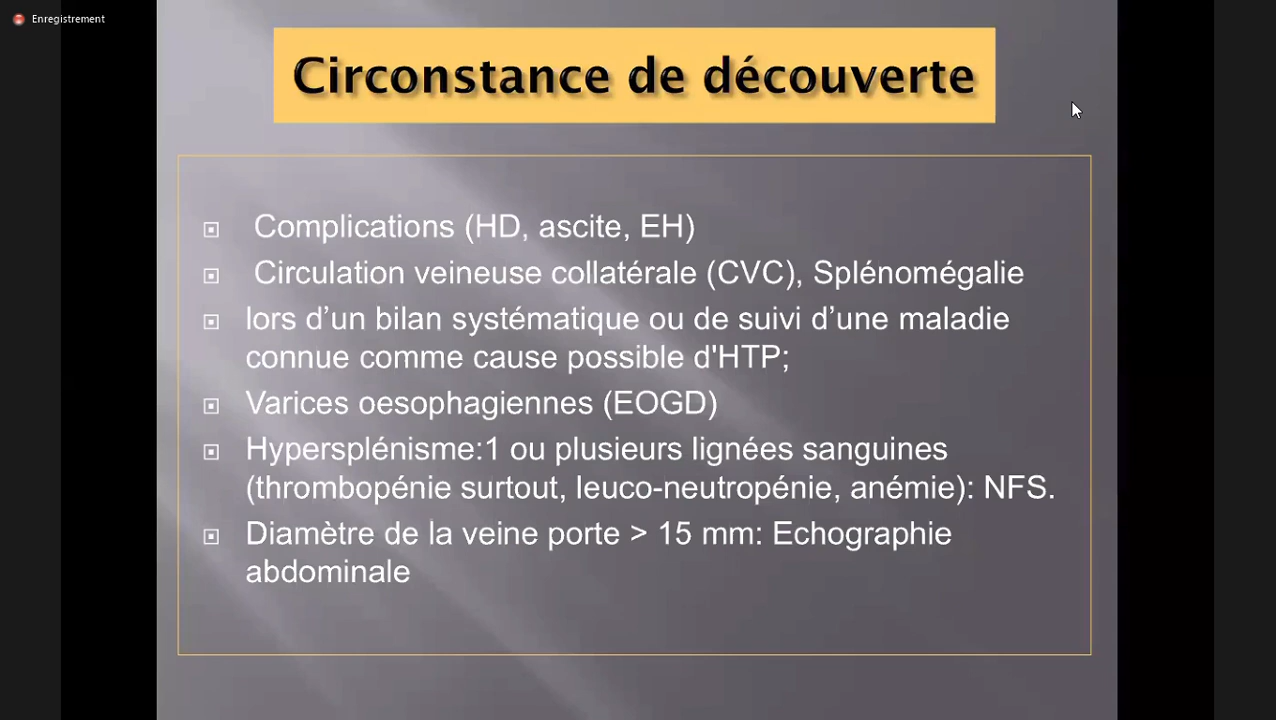 Enregistrement
Circonstance de découverte
Complications (HD, ascite, EH)
Circulation veineuse collatérale (CVC), Splénomégalie
lors d’un bilan systématique ou de suivi d’une maladie
connue comme cause possible d'HTP;
Varices oesophagiennes (EOGD)
Hypersplénisme:1 ou plusieurs lignées sanguines
(thrombopénie surtout, leuco-neutropénie, anémie): NFS.
Diamètre de la veine porte > 15 mm: Echographie
abdominale